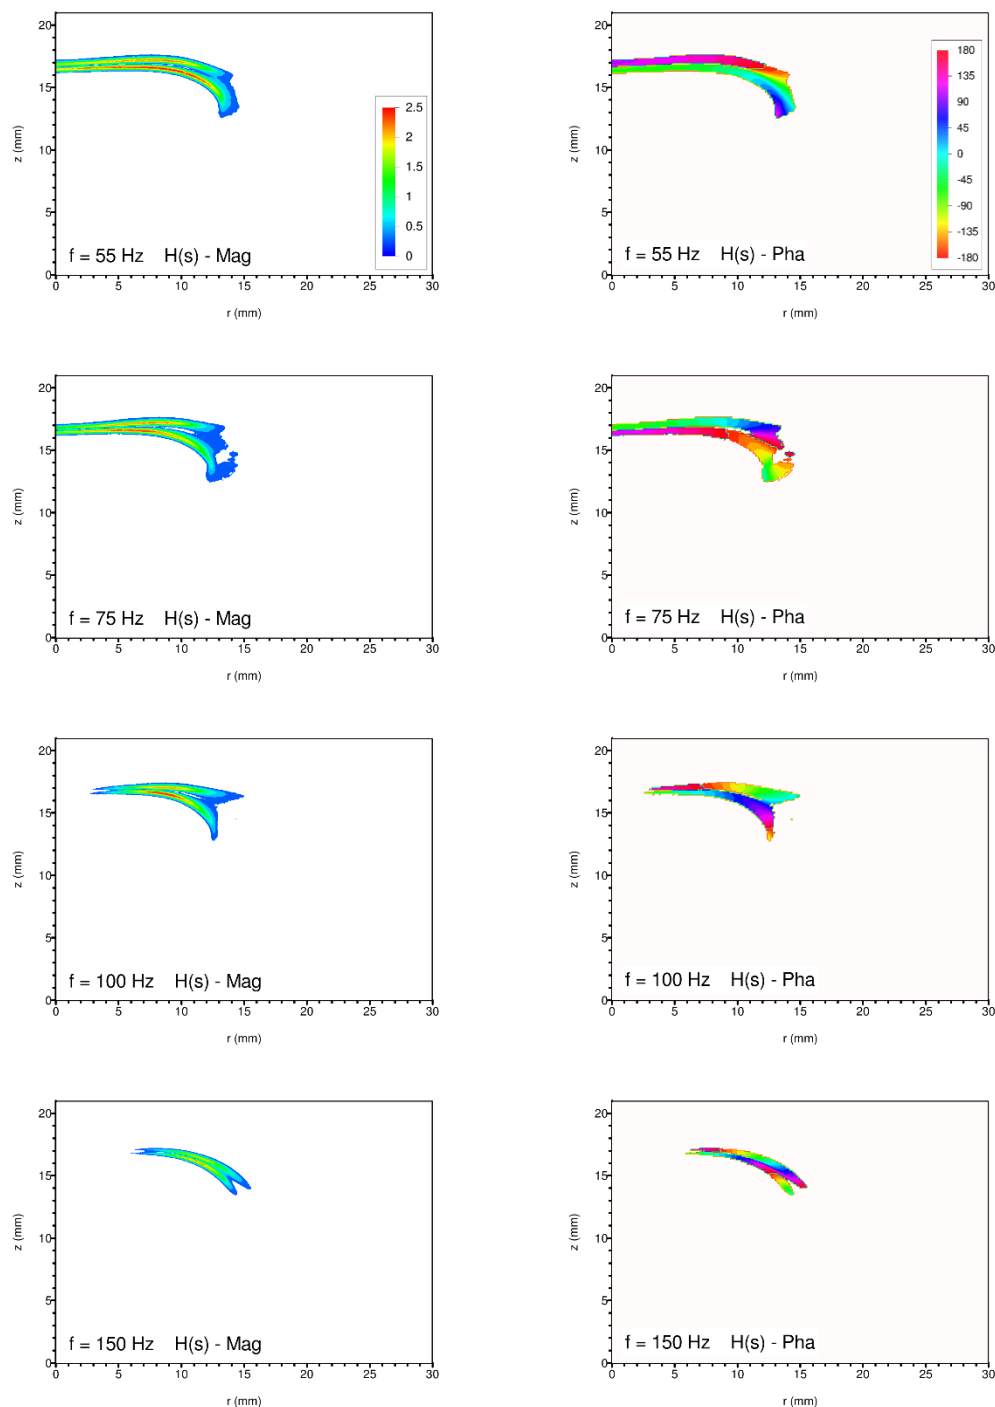 20
15
10
5
0
z (mm)
2.5
2
1.5
1
0.5
0
f = 55 Hz H(s) - Mag
0 5 10 15 20 25 30
r (mm)
20
15
10
5
0
z (mm)
180
135
90
45
0
-45
-90
-135
-180
f = 55 Hz H(s) - Pha
0 5 10 15 20 25 30
r (mm)
20
15
10
5
0
z (mm)
f = 75 Hz H(s) - Mag
0 5 10 15 20 25 30
r (mm)
20
15
10
5
0
z (mm)
f = 75 Hz H(s) - Pha
0 5 10 15 20 25 30
r (mm)
20
15
10
5
0
z (mm)
f = 100 Hz H(s) - Mag
0 5 10 15 20 25 30
r (mm)
20
15
10
5
0
z (mm)
f = 100 Hz H(s) - Pha
0 5 10 15 20 25 30
r (mm)
20
15
10
5
0
z (mm)
f = 150 Hz H(s) - Mag
0 5 10 15 20 25 30
r (mm)
20
15
10
5
0
z (mm)
f = 150 Hz H(s) - Pha
0 5 10 15 20 25 30
r (mm)